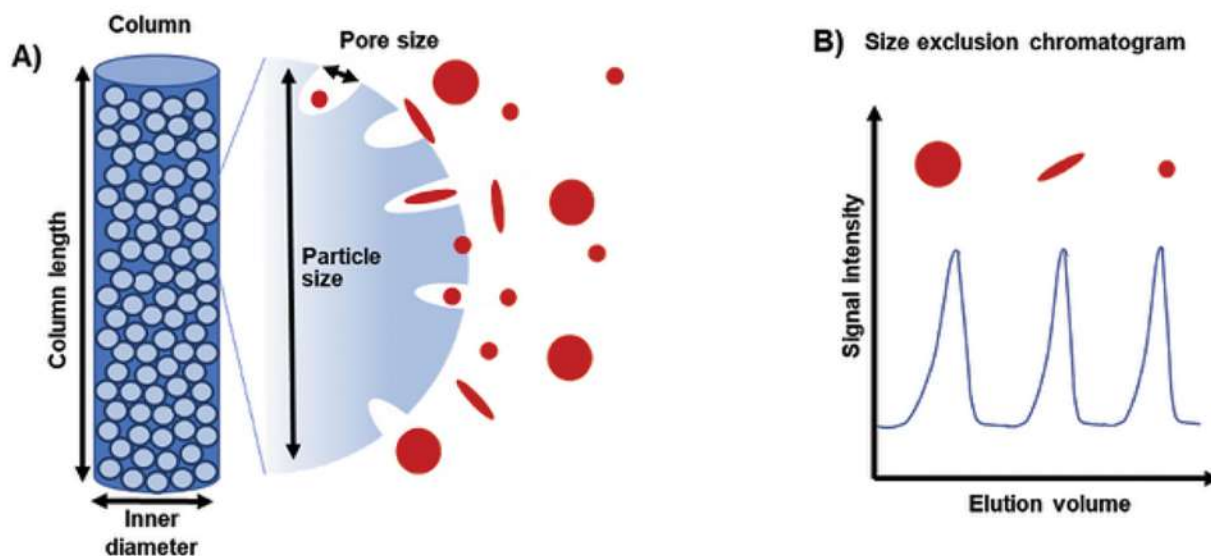 A)
Column
Pore size
Column length
Particle
size
Inner
diameter
B)
Size exclusion chromatogram
Signal intensity
Elution volume